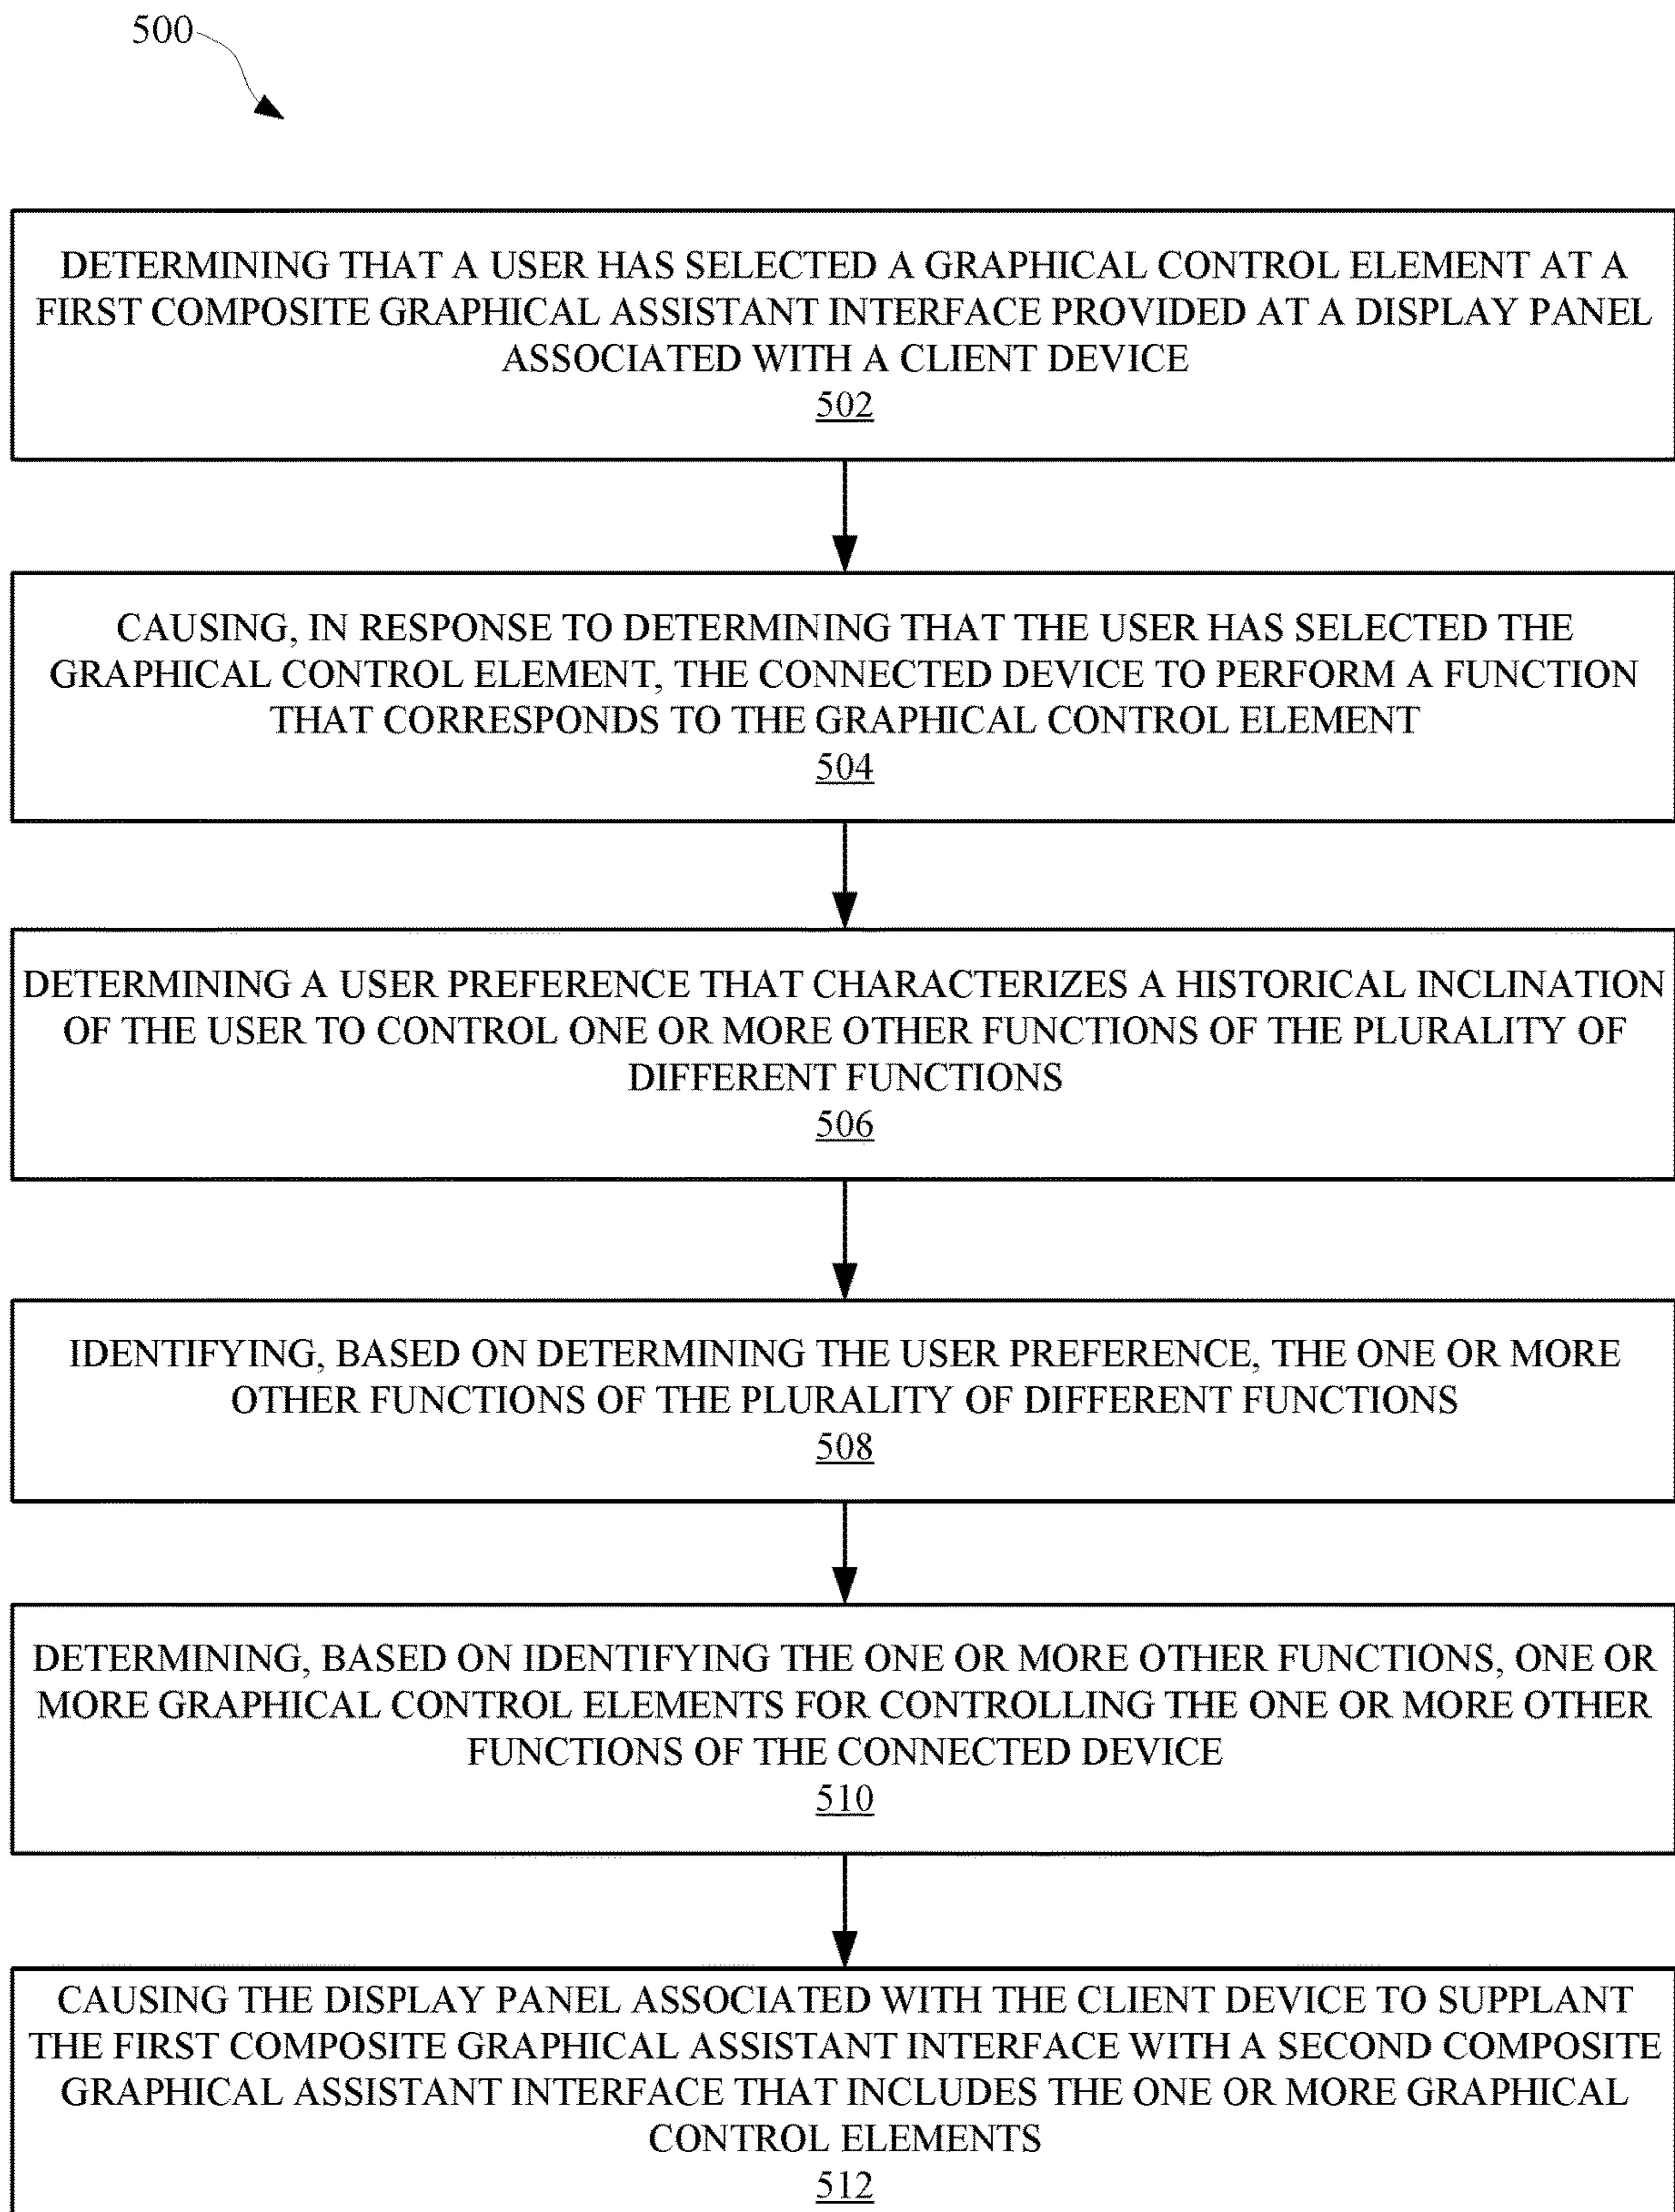 500
DETERMINING THAT A USER HAS SELECTED A GRAPHICAL CONTROL ELEMENT AT A
FIRST COMPOSITE GRAPHICAL ASSISTANT INTERFACE PROVIDED AT A DISPLAY PANEL
ASSOCIATED WITH A CLIENT DEVICE
502
CAUSING, IN RESPONSE TO DETERMINING THAT THE USER HAS SELECTED THE
GRAPHICAL CONTROL ELEMENT, THE CONNECTED DEVICE TO PERFORM A FUNCTION
THAT CORRESPONDS TO THE GRAPHICAL CONTROL ELEMENT
504
DETERMINING A USER PREFERENCE THAT CHARACTERIZES A HISTORICAL INCLINATION
OF THE USER TO CONTROL ONE OR MORE OTHER FUNCTIONS OF THE PLURALITY OF
DIFFERENT FUNCTIONS
506
IDENTIFYING, BASED ON DETERMINING THE USER PREFERENCE, THE ONE OR MORE
OTHER FUNCTIONS OF THE PLURALITY OF DIFFERENT FUNCTIONS
508
DETERMINING, BASED ON IDENTIFYING THE ONE OR MORE OTHER FUNCTIONS, ONE OR
MORE GRAPHICAL CONTROL ELEMENTS FOR CONTROLLING THE ONE OR MORE OTHER
FUNCTIONS OF THE CONNECTED DEVICE
510
CAUSING THE DISPLAY PANEL ASSOCIATED WITH THE CLIENT DEVICE TO SUPPLANT
THE FIRST COMPOSITE GRAPHICAL ASSISTANT INTERFACE WITH A SECOND COMPOSITE
GRAPHICAL ASSISTANT INTERFACE THAT INCLUDES THE ONE OR MORE GRAPHICAL
CONTROL ELEMENTS
512